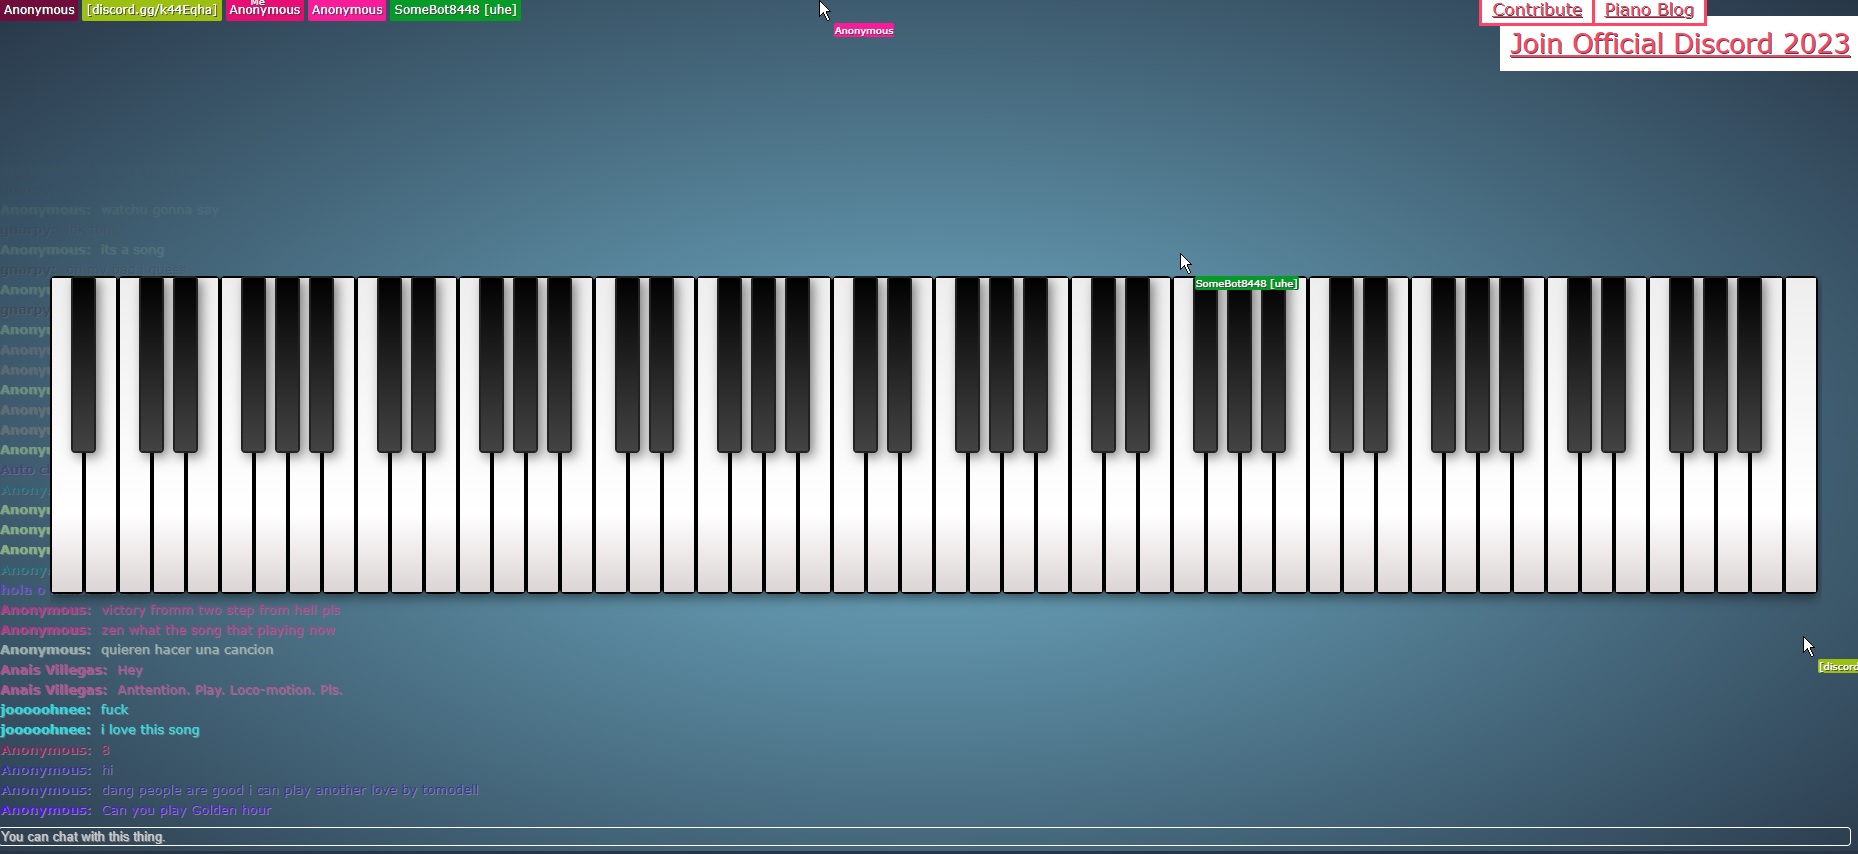 Anonymous [discord.gg/k44Eqha] Me Anonymous Anonymous SomeBot8448 [uhe]
Contribute Piano Blog
Anonymous
Join Official Discord 2023
Anonymous: watchu gonna say
gnarpy:
Anonymous: its a song
gnarpy:
SomeBot8448 [uhe]
Anony
gnarpy
Anony
Anony
Anony
Anony
Anony
Anony
Anony
Auto c
Anony
Anony
Anony
Anony
Anony
hola o
Anonymous: victory fromm two step from hell pls
Anonymous: zen what the song that playing now
Anonymous: quieren hacer una cancion
Anais Villegas: Hey
[discord
Anais Villegas: Anttention. Play. Loco-motion. Pls.
jooooohnee: fuck
jooooohnee: i love this song
Anonymous: 8
Anonymous: hi
Anonymous: dang people are good i can play another love by tomodell
Anonymous: Can you play Golden hour
You can chat with this thing.